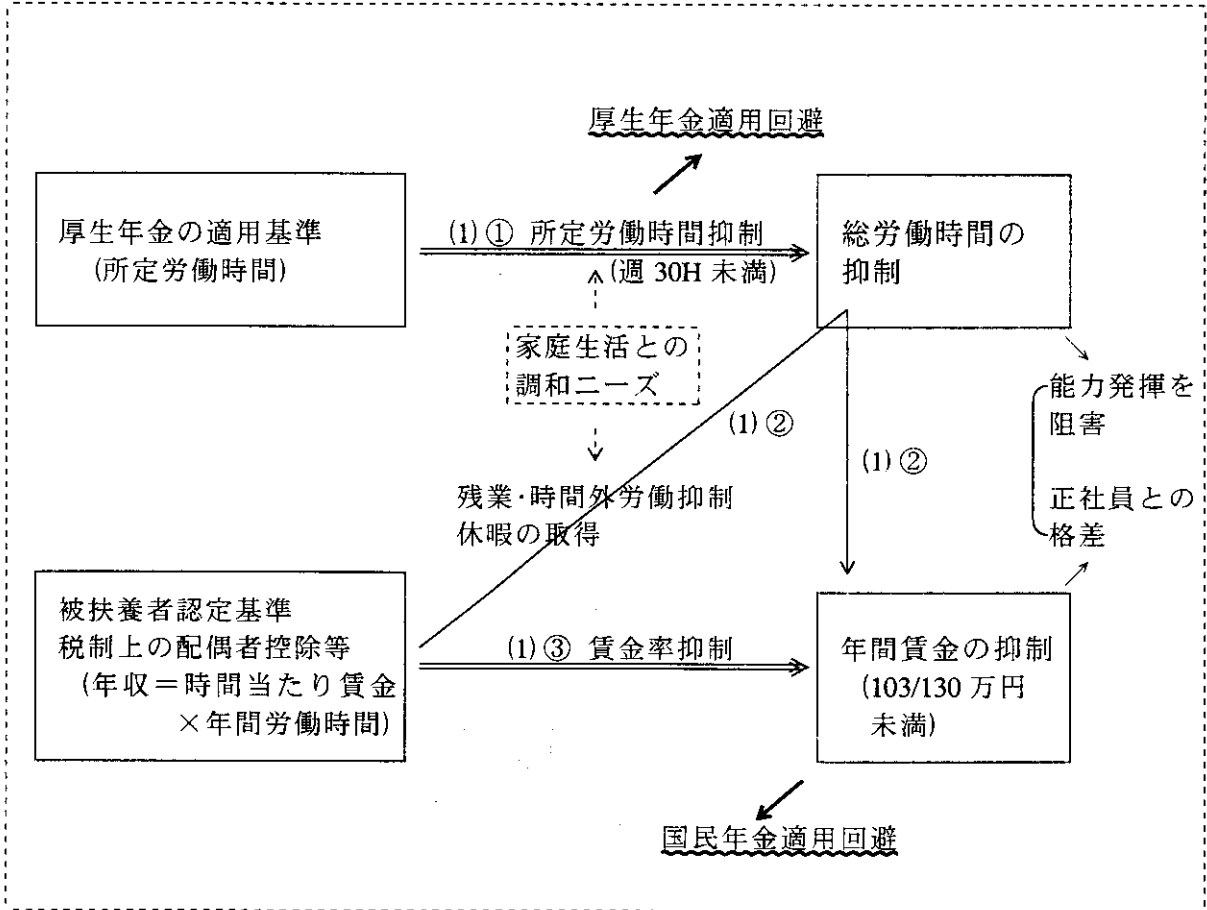 厚生年金適用回避
厚生年金の適用基準
(所定労働時間)
(1) ① 所定労働時間抑制
(週 30H 未満)
総労働時間の
抑制
家庭生活との
調和ニーズ
(1) ②
(1) ②
能力発揮を
阻害
正社員との
格差
残業・時間外労働抑制
休暇の取得
被扶養者認定基準
税制上の配偶者控除等
(年収=時間当たり賃金
×年間労働時間)
(1) ③ 賃金率抑制
年間賃金の抑制
(103/130 万円
未満)
国民年金適用回避